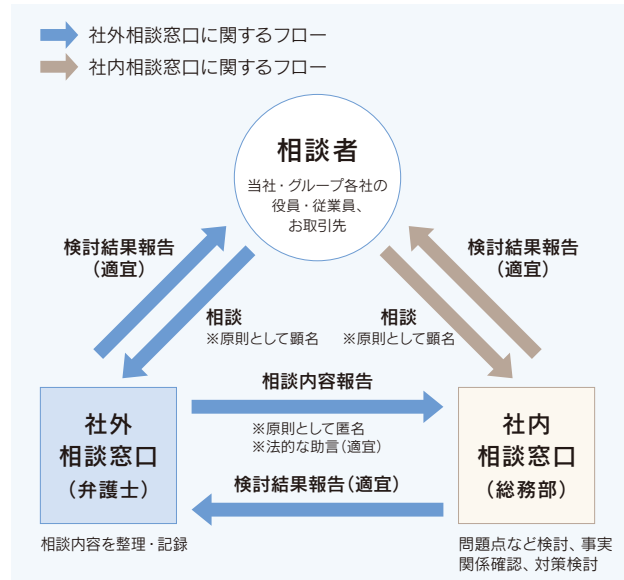 社外相談窓口に関するフロー
社内相談窓口に関するフロー
相談者
当社・グループ各社の
役員・従業員、
お取引先
検討結果報告
（適宜）
検討結果報告
（適宜）
相談
※原則として顕名
相談
※原則として顕名
社外
相談窓口
（弁護士）
相談内容報告
※原則として匿名
※法的な助言（適宜）
検討結果報告（適宜）
社内
相談窓口
（総務部）
相談内容を整理・記録
問題点など検討、事実
関係確認、対策検討